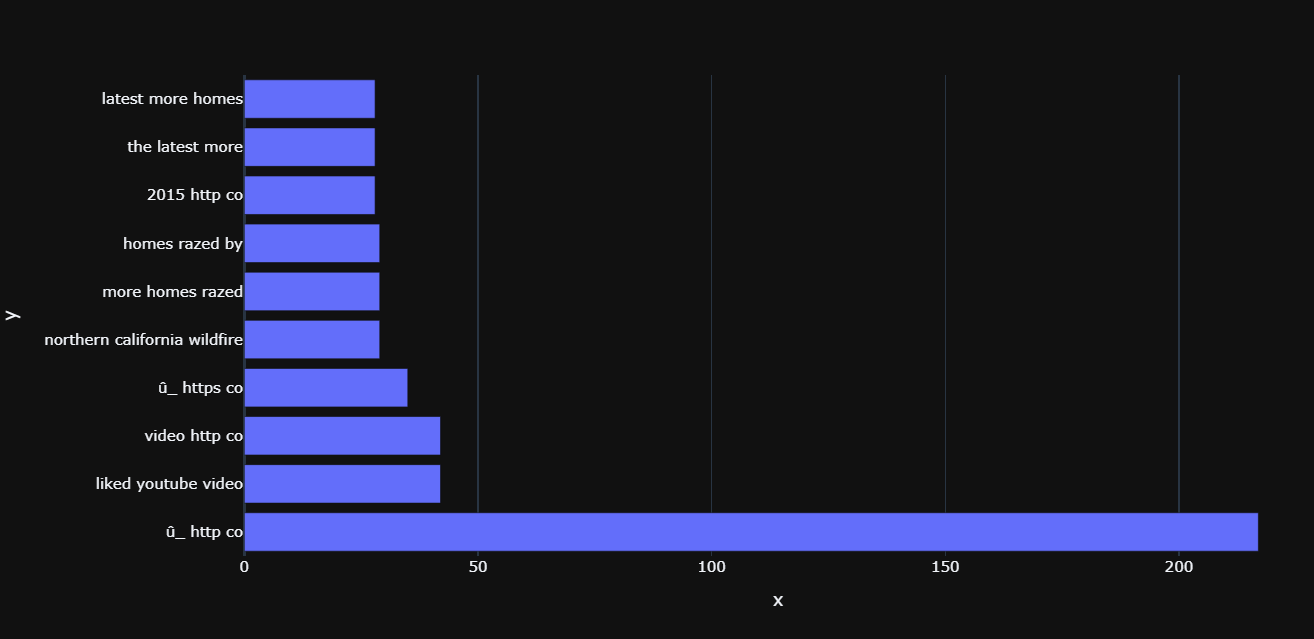 latest more homes
the latest more
2015 http co
homes razed by
more homes razed
northern california wildfire
û_ https co
video http co
liked youtube video
û_ http co
0 50 100 150 200
x
y